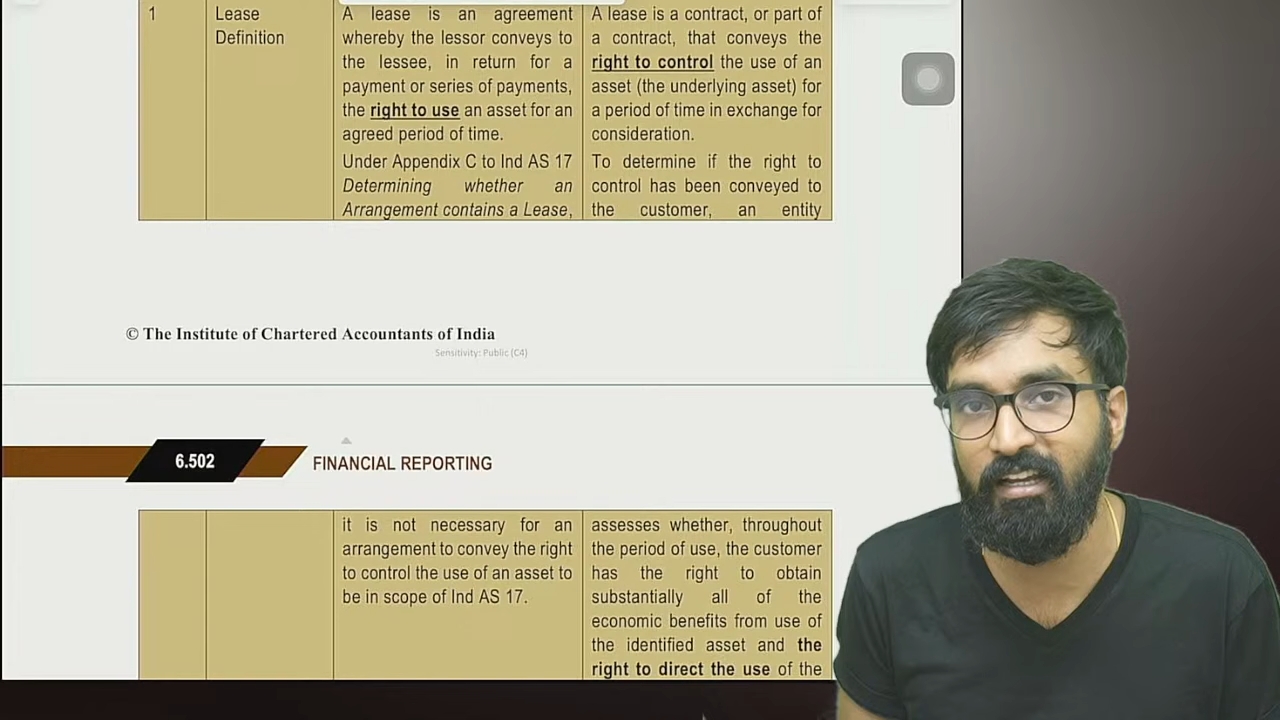 1
Lease
Definition
A lease is an agreement
whereby the lessor conveys to
the lessee, in return for a
payment or series of payments,
the right to use an asset for an
agreed period of time.
Under Appendix C to Ind AS 17
Determining whether an
Arrangement contains a Lease,
A lease is a contract, or part of
a contract, that conveys the
right to control the use of an
asset (the underlying asset) for
a period of time in exchange for
consideration.
To determine if the right to
control has been conveyed to
the customer, an entity
© The Institute of Chartered Accountants of India
Sensitivity: Public (C4)
6.502
FINANCIAL REPORTING
it is not necessary for an
arrangement to convey the right
to control the use of an asset to
be in scope of Ind AS 17.
assesses whether, throughout
the period of use, the customer
has the right to obtain
substantially all of the
economic benefits from use of
the identified asset and the
right to direct the use of the